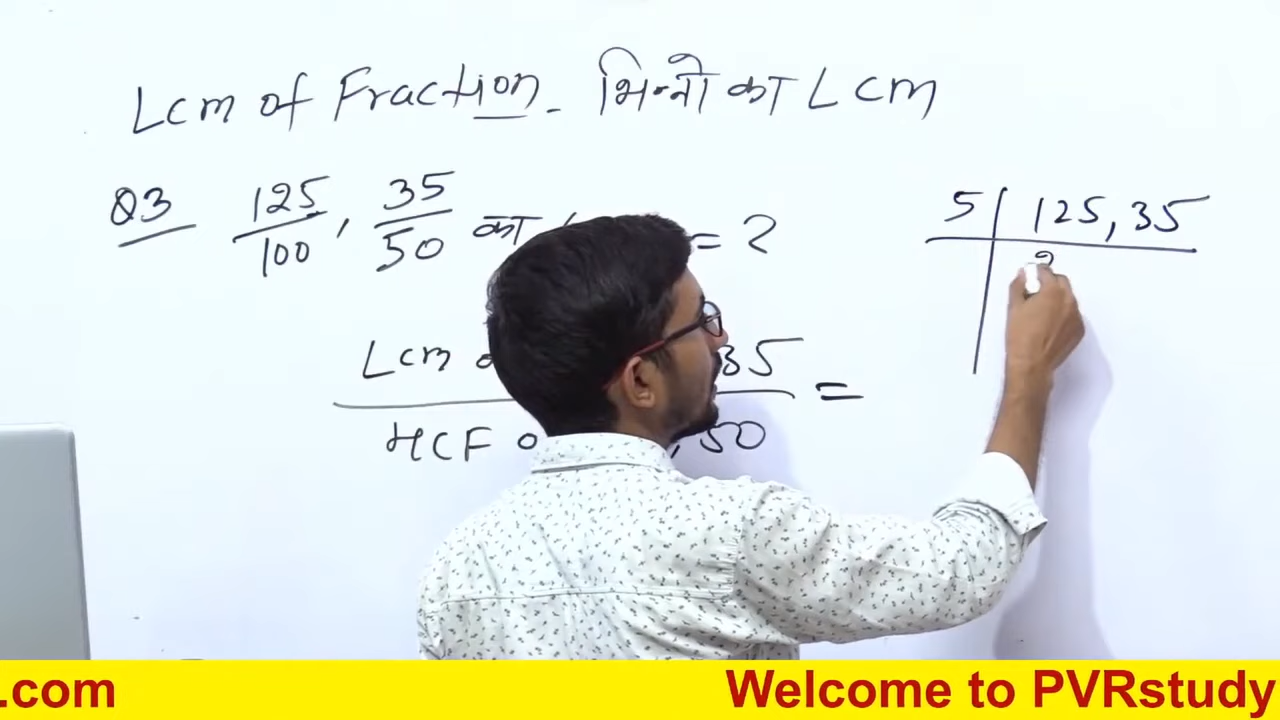 Lcm of Fraction - भिन्नो का Lcm
Q3 125/100, 35/50 का = ?
Lcm 35
HCF , 50
=
5 | 125, 35
2
.com Welcome to PVRstudy